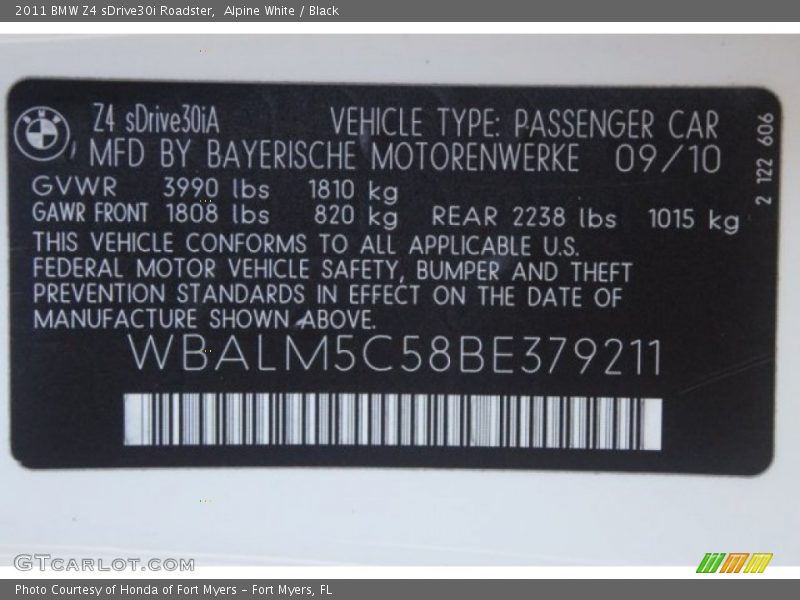 2011 BMW Z4 sDrive30i Roadster,  Alpine White / Black
BMW
Z4 sDrive30iA VEHICLE TYPE: PASSENGER CAR
MFD BY BAYERISCHE MOTORENWERKE 09/10
GVWR 3990 lbs 1810 kg
GAWR FRONT 1808 lbs 820 kg REAR 2238 lbs 1015 kg
THIS VEHICLE CONFORMS TO ALL APPLICABLE U.S.
FEDERAL MOTOR VEHICLE SAFETY, BUMPER AND THEFT
PREVENTION STANDARDS IN EFFECT ON THE DATE OF
MANUFACTURE SHOWN ABOVE.
WBALM5C58BE379211
2 122 606
GTCARLOT.COM
Photo Courtesy of Honda of Fort Myers – Fort Myers, FL